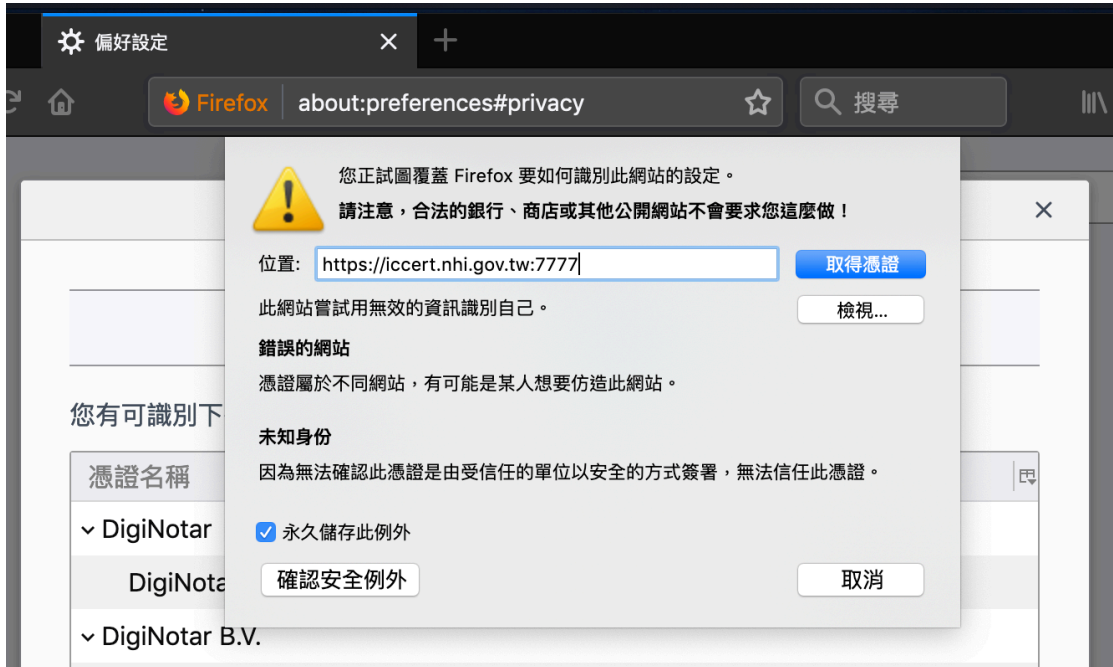 偏好設定
Firefox about:preferences#privacy 搜尋
您正試圖覆蓋 Firefox 要如何識別此網站的設定。
請注意，合法的銀行、商店或其他公開網站不會要求您這麼做！
位置: https://iccert.nhi.gov.tw:7777 取得憑證
此網站嘗試用無效的資訊識別自己。 檢視...
錯誤的網站
憑證屬於不同網站，有可能是某人想要仿造此網站。
您有可識別下
未知身份
憑證名稱
因為無法確認此憑證是由受信任的單位以安全的方式簽署，無法信任此憑證。
DigiNotar
永久儲存此例外
DigiNota
確認安全例外 取消
DigiNotar B.V.